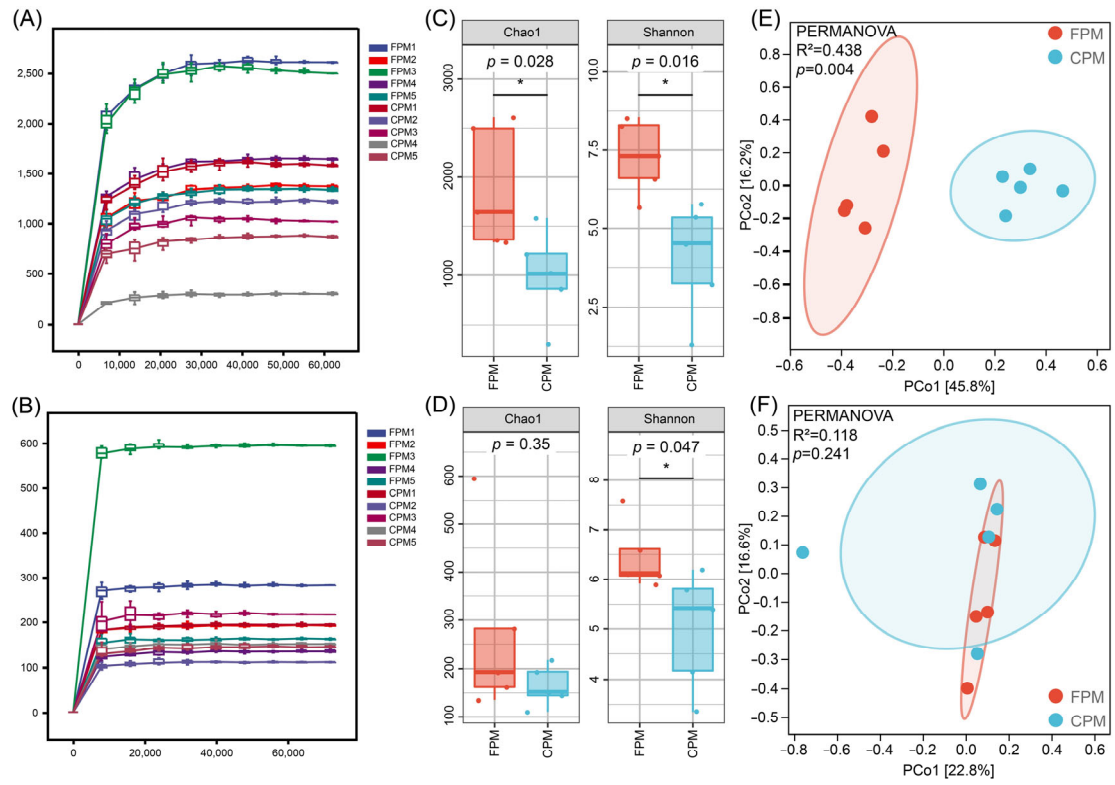 (A)
2,500
2,000
1,500
1,000
500
0
0 10,000 20,000 30,000 40,000 50,000 60,000
FPM1
FPM2
FPM3
FPM4
FPM5
CPM1
CPM2
CPM3
CPM4
CPM5
(B)
600
500
400
300
200
100
0
0 20,000 40,000 60,000
FPM1
FPM2
FPM3
FPM4
FPM5
CPM1
CPM2
CPM3
CPM4
CPM5
(C)
Chao1
p = 0.028
*
3000
2000
1000
FPM
CPM
Shannon
p = 0.016
*
10.0
7.5
5.0
2.5
FPM
CPM
(D)
Chao1
p = 0.35
600
500
400
300
200
100
FPM
CPM
Shannon
p = 0.047
*
8
7
6
5
4
FPM
CPM
(E)
PERMANOVA
R²=0.438
p=0.004
FPM
CPM
PCo2 [16.2%]
0.8
0.6
0.4
0.2
0.0
−0.2
−0.4
−0.6
−0.8
−0.6 −0.4 −0.2 0.0 0.2 0.4 0.6
PCo1 [45.8%]
(F)
PERMANOVA
R²=0.118
p=0.241
PCo2 [16.6%]
0.5
0.4
0.3
0.2
0.1
0.0
−0.1
−0.2
−0.3
−0.4
−0.5
FPM
CPM
−0.8 −0.6 −0.4 −0.2 0.0 0.2 0.4 0.6
PCo1 [22.8%]